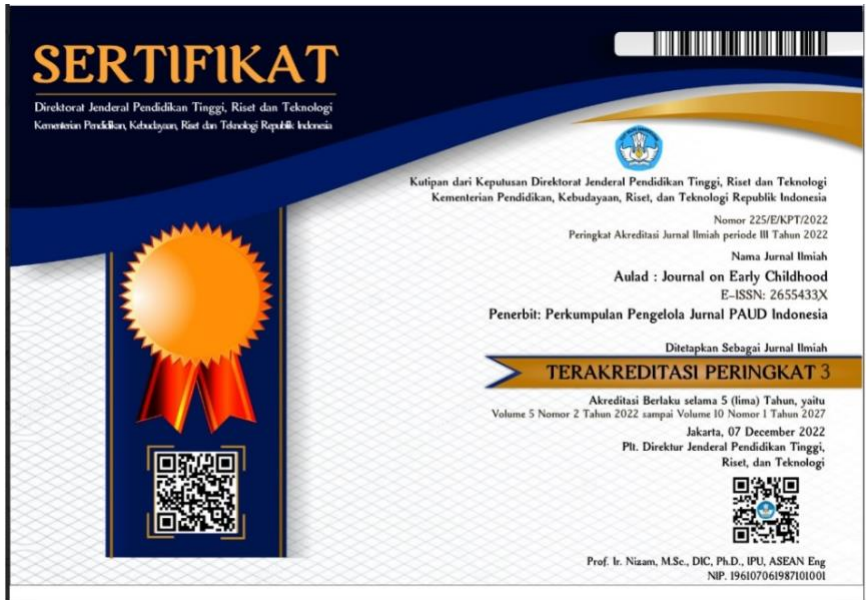 SERTIFIKAT
Direktorat Jenderal Pendidikan Tinggi, Riset dan Teknologi
Kementerian Pendidikan, Kebudayaan, Riset dan Teknologi Republik Indonesia
Kutipan dari Keputusan Direktorat Jenderal Pendidikan Tinggi, Riset dan Teknologi
Kementerian Pendidikan, Kebudayaan, Riset, dan Teknologi Republik Indonesia
Nomor 225/E/KPT/2022
Peringkat Akreditasi Jurnal Ilmiah periode III Tahun 2022
Nama Jurnal Ilmiah
Aulad : Journal on Early Childhood
E-ISSN: 2655433X
Penerbit: Perkumpulan Pengelola Jurnal PAUD Indonesia
Ditetapkan Sebagai Jurnal Ilmiah
TERAKREDITASI PERINGKAT 3
Akreditasi Berlaku selama 5 (lima) Tahun, yaitu
Volume 5 Nomor 2 Tahun 2022 sampai Volume 10 Nomor 1 Tahun 2027
Jakarta, 07 December 2022
Plt. Direktur Jenderal Pendidikan Tinggi,
Riset, dan Teknologi
Prof. Ir. Nizam, M.Sc., DIC, Ph.D., IPU, ASEAN Eng
NIP. 196107061987101001